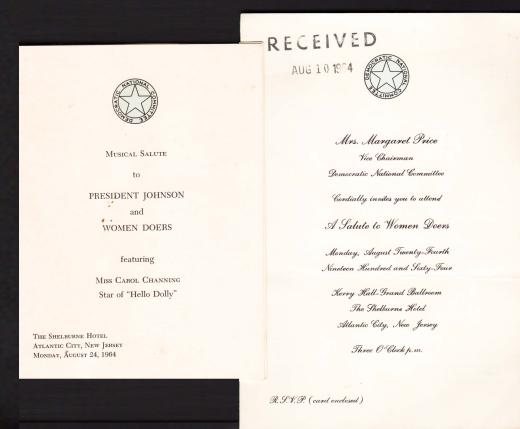 DEMOCRATIC NATIONAL COMMITTEE
MUSICAL SALUTE
to
PRESIDENT JOHNSON
and
WOMEN DOERS
featuring
MISS CAROL CHANNING
Star of "Hello Dolly"
THE SHELBURNE HOTEL
ATLANTIC CITY, NEW JERSEY
MONDAY, AUGUST 24, 1964
RECEIVED
AUG 10 1964
DEMOCRATIC NATIONAL COMMITTEE
Mrs. Margaret Price
Vice Chairman
Democratic National Committee
Cordially invites you to attend
A Salute to Women Doers
Monday, August Twenty-Fourth
Nineteen Hundred and Sixty-Four
Kerry Hall-Grand Ballroom
The Shelburne Hotel
Atlantic City, New Jersey
Three O'Clock p.m.
R.S.V.P. (card enclosed)